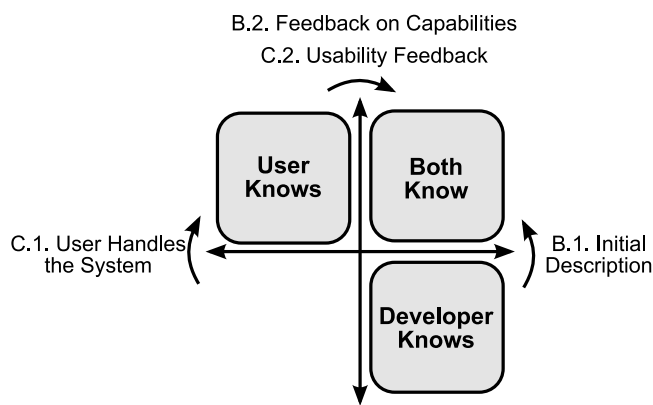 B.2. Feedback on Capabilities
C.2. Usability Feedback
User
Knows
Both
Know
C.1. User Handles
the System
B.1. Initial
Description
Developer
Knows